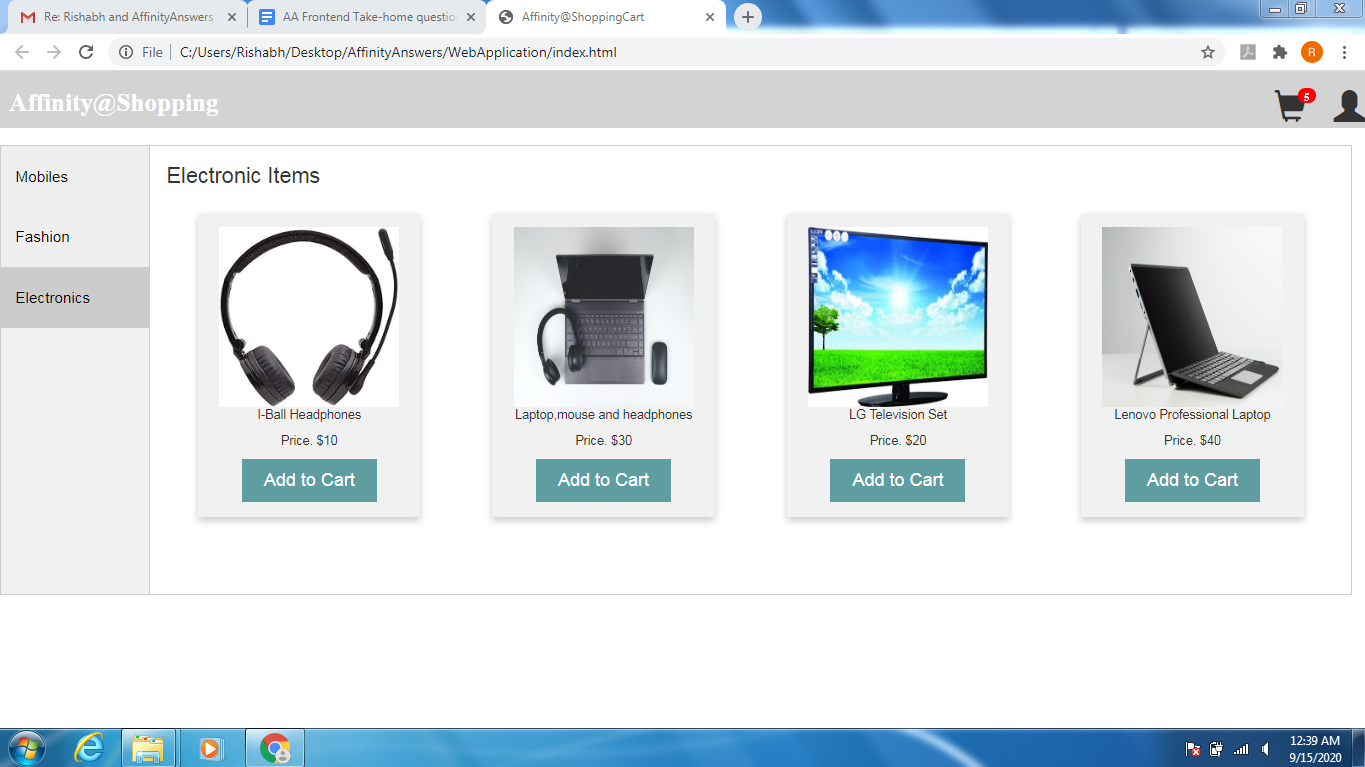 Re: Rishabh and AffinityAnswers
AA Frontend Take-home questio
Affinity@ShoppingCart
File
C:/Users/Rishabh/Desktop/AffinityAnswers/WebApplication/index.html
R
Affinity@Shopping
5
Mobiles
Fashion
Electronics
Electronic Items
I-Ball Headphones
Price. $10
Add to Cart
Laptop,mouse and headphones
Price. $30
Add to Cart
LG Television Set
Price. $20
Add to Cart
Lenovo Professional Laptop
Price. $40
Add to Cart
12:39 AM
9/15/2020